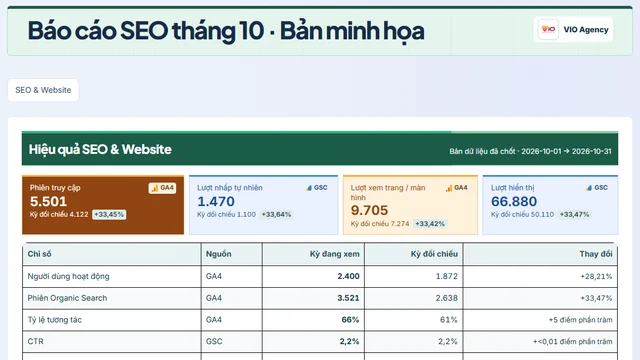 Báo cáo SEO tháng 10 · Bản minh họa
VIO
VIO Agency
SEO & Website
Hiệu quả SEO & Website
Bản dữ liệu đã chốt · 2026-10-01 → 2026-10-31
Phiên truy cập
GA4
5.501
Kỳ đối chiếu 4.122 +33,45%
Lượt nhấp tự nhiên
GSC
1.470
Kỳ đối chiếu 1.100 +33,64%
Lượt xem trang / màn
hình
GA4
9.705
Kỳ đối chiếu 7.274 +33,42%
Lượt hiển thị
GSC
66.880
Kỳ đối chiếu 50.110 +33,47%
Chỉ số Nguồn Kỳ đang xem Kỳ đối chiếu Thay đổi
Người dùng hoạt động GA4 2.400 1.872 +28,21%
Phiên Organic Search GA4 3.521 2.638 +33,47%
Tỷ lệ tương tác GA4 66% 61% +5 điểm phần trăm
CTR GSC 2,2% 2,2% +<0,01 điểm phần trăm